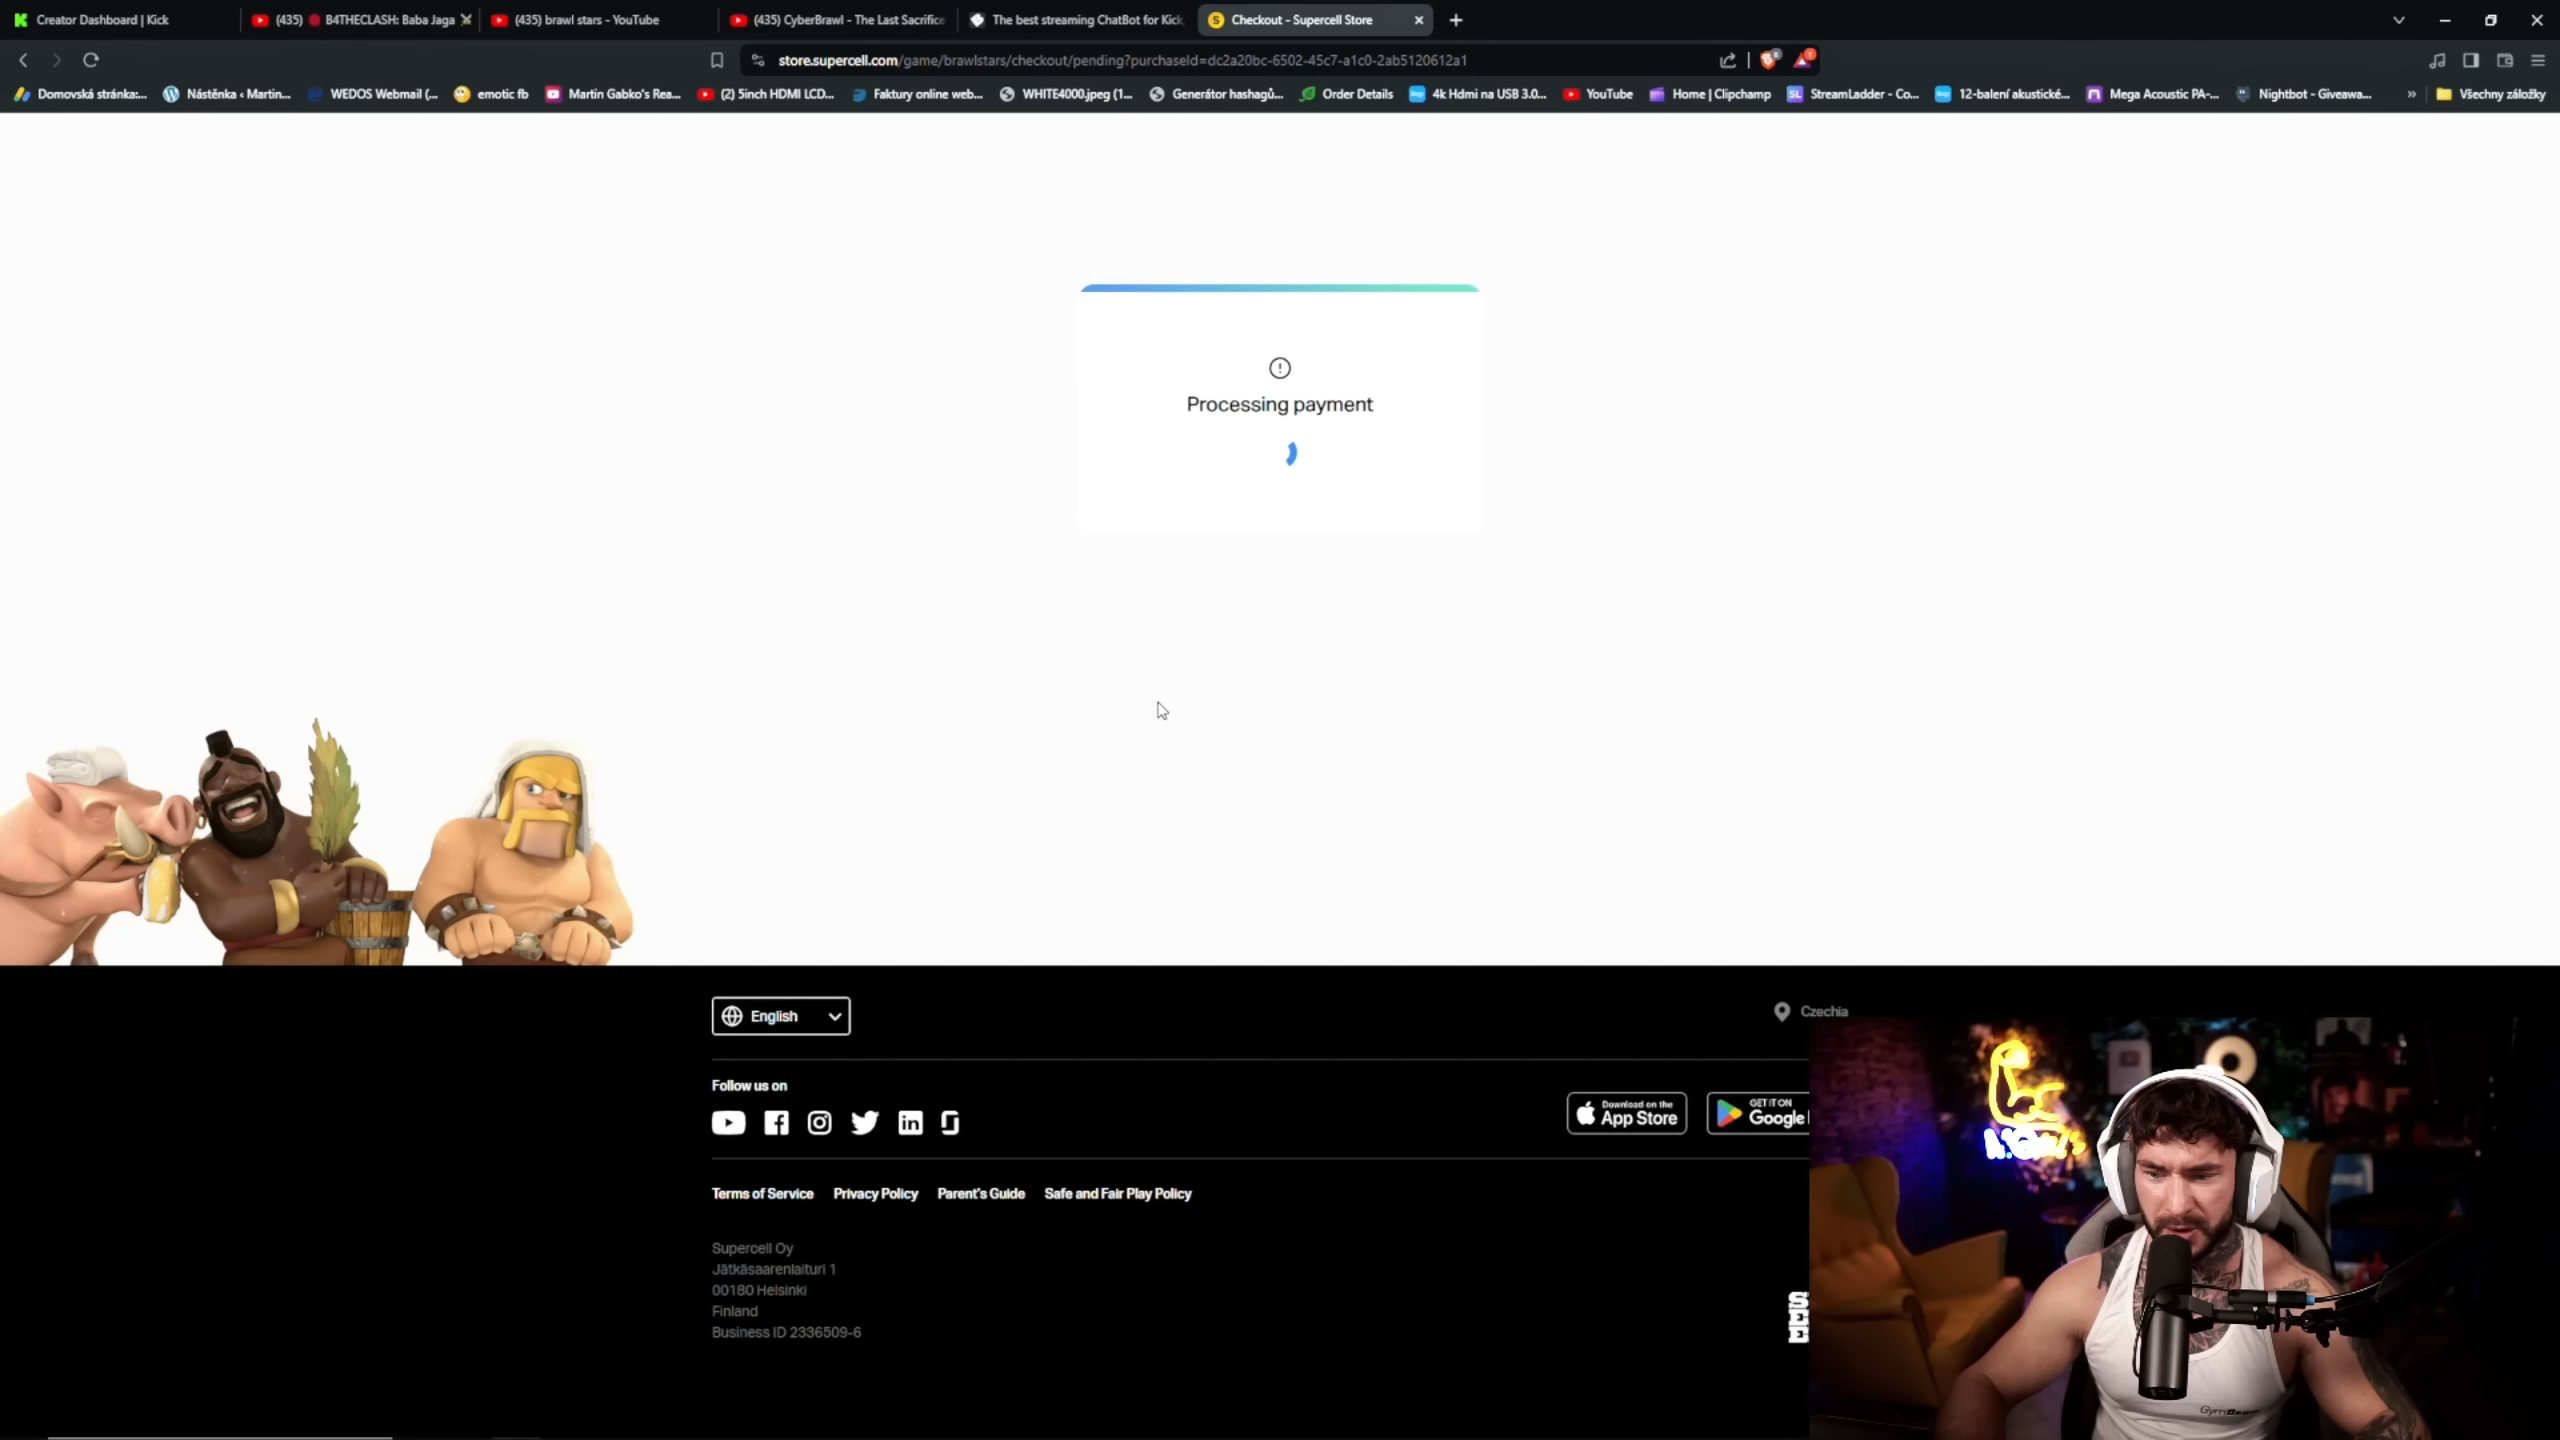 Creator Dashboard | Kick
(435) 🔴 B4THECLASH: Baba Jaga ⚔
(435) brawl stars - YouTube
(435) CyberBrawl - The Last Sacrifice
The best streaming ChatBot for Kick,
Checkout - Supercell Store
store.supercell.com/game/brawlstars/checkout/pending?purchaseId=dc2a20bc-6502-45c7-a1c0-2ab5120612a1
Domovská stránka:...
Nástěnka ‹ Martin...
WEDOS Webmail (...
emotic fb
Martin Gabko's Rea...
(2) 5inch HDMI LCD...
Faktury online web...
WHITE4000.jpeg (1...
Generátor hashagů...
Order Details
4k Hdmi na USB 3.0...
YouTube
Home | Clipchamp
StreamLadder - Co...
12-balení akustické...
Mega Acoustic PA-...
Nightbot - Giveawa...
»
Všechny záložky
Processing payment
English
Czechia
Follow us on
Download on the
App Store
GET IT ON
Google
Terms of Service
Privacy Policy
Parent's Guide
Safe and Fair Play Policy
Supercell Oy
Jätkäsaarenlaituri 1
00180 Helsinki
Finland
Business ID 2336509-6
GymBeam